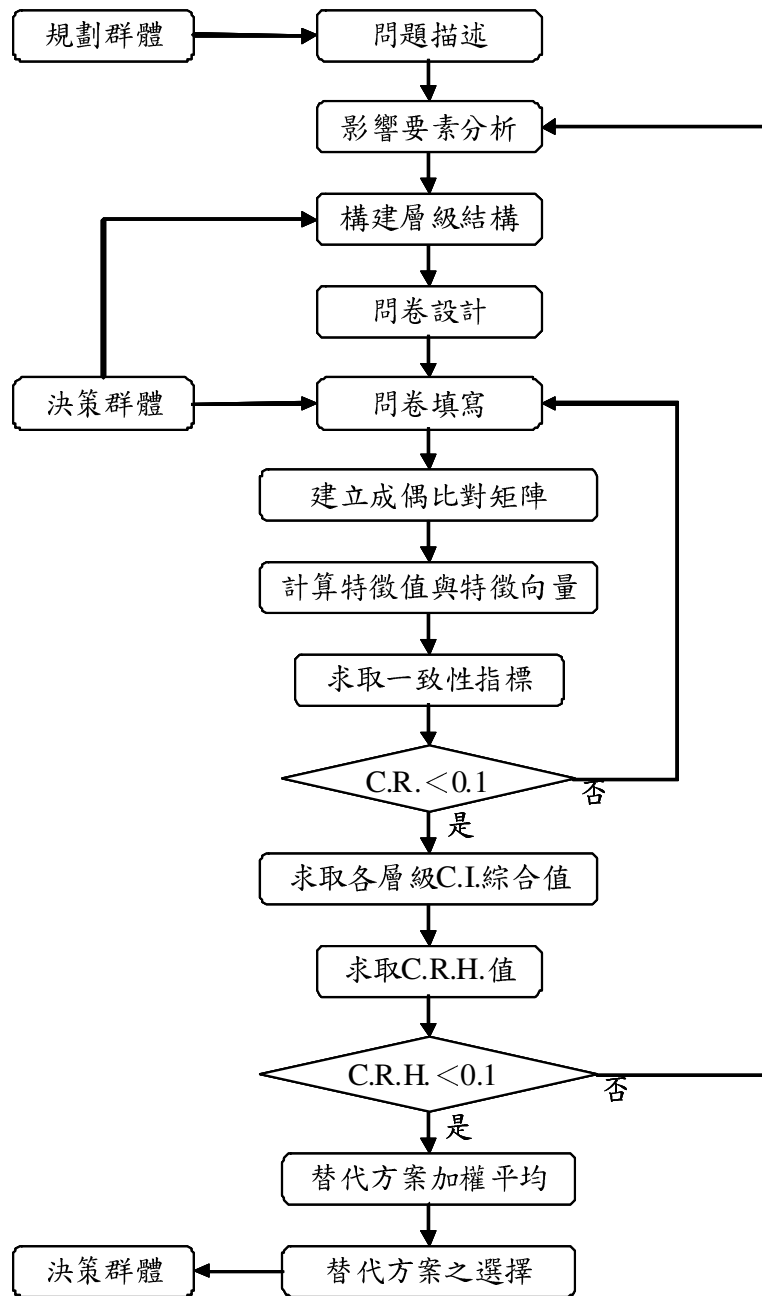 規劃群體
問題描述
影響要素分析
構建層級結構
問卷設計
決策群體
問卷填寫
建立成偶比對矩陣
計算特徵值與特徵向量
求取一致性指標
C.R.＜0.1
否
是
求取各層級C.I.綜合值
求取C.R.H.值
C.R.H.＜0.1
否
是
替代方案加權平均
決策群體
替代方案之選擇